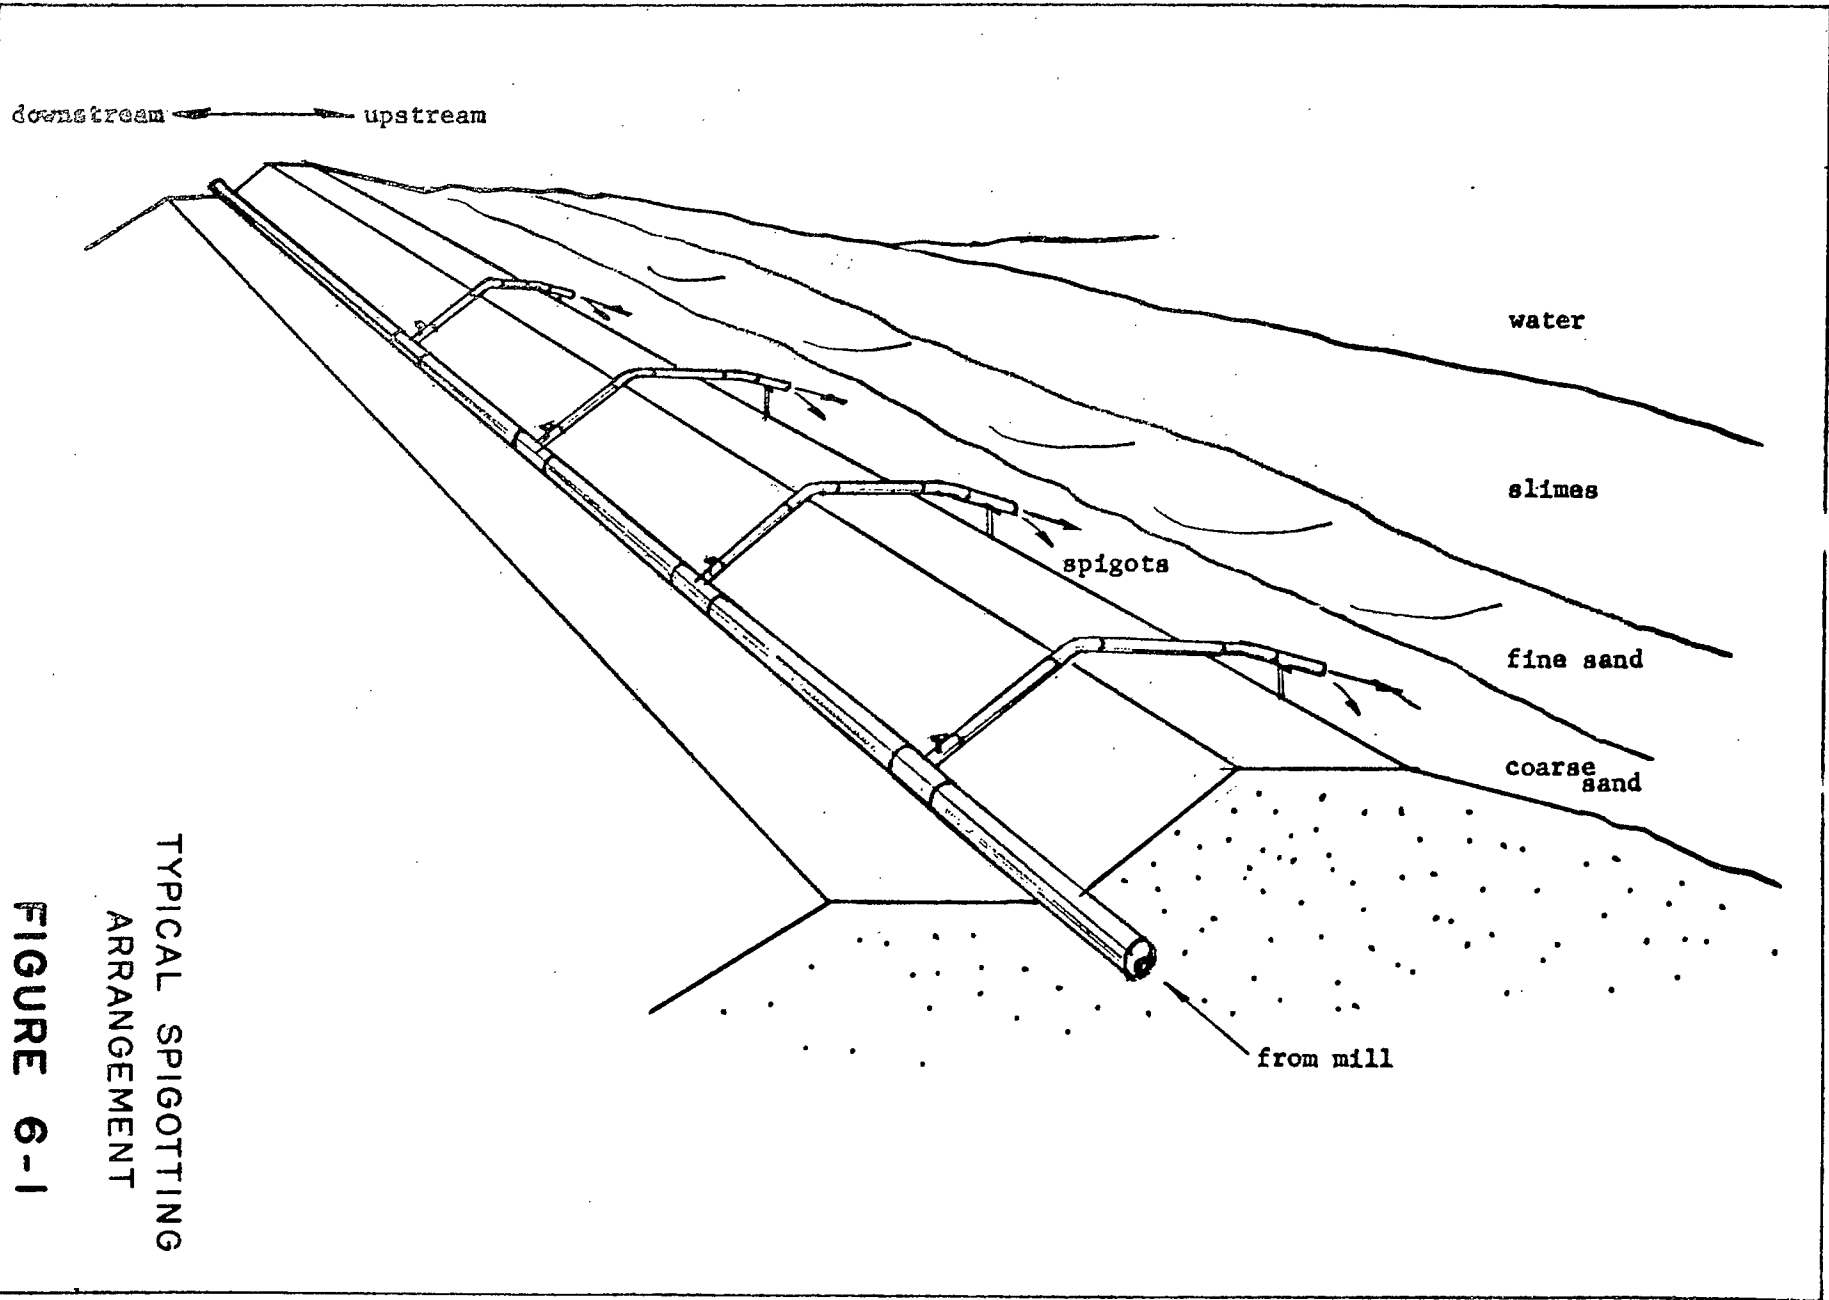 downstream upstream
water
slimes
spigots
fine sand
coarse
sand
from mill
TYPICAL SPIGOTTING
ARRANGEMENT
FIGURE 6-1